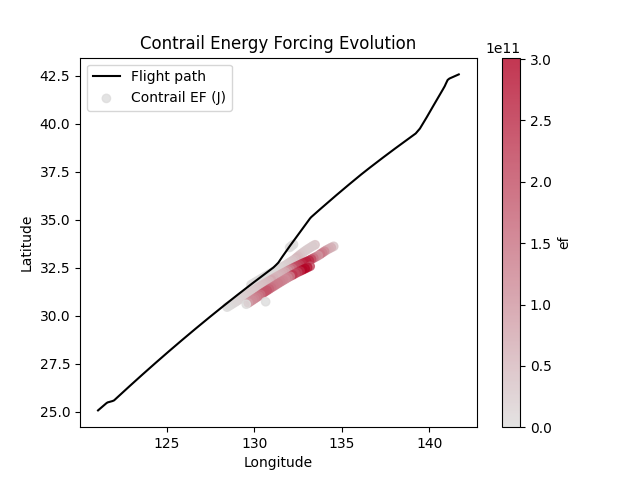 Contrail Energy Forcing Evolution
1e11
Flight path
Contrail EF (J)
42.5
40.0
37.5
35.0
32.5
30.0
27.5
25.0
Latitude
125
130
135
140
Longitude
3.0
2.5
2.0
1.5
1.0
0.5
0.0
ef